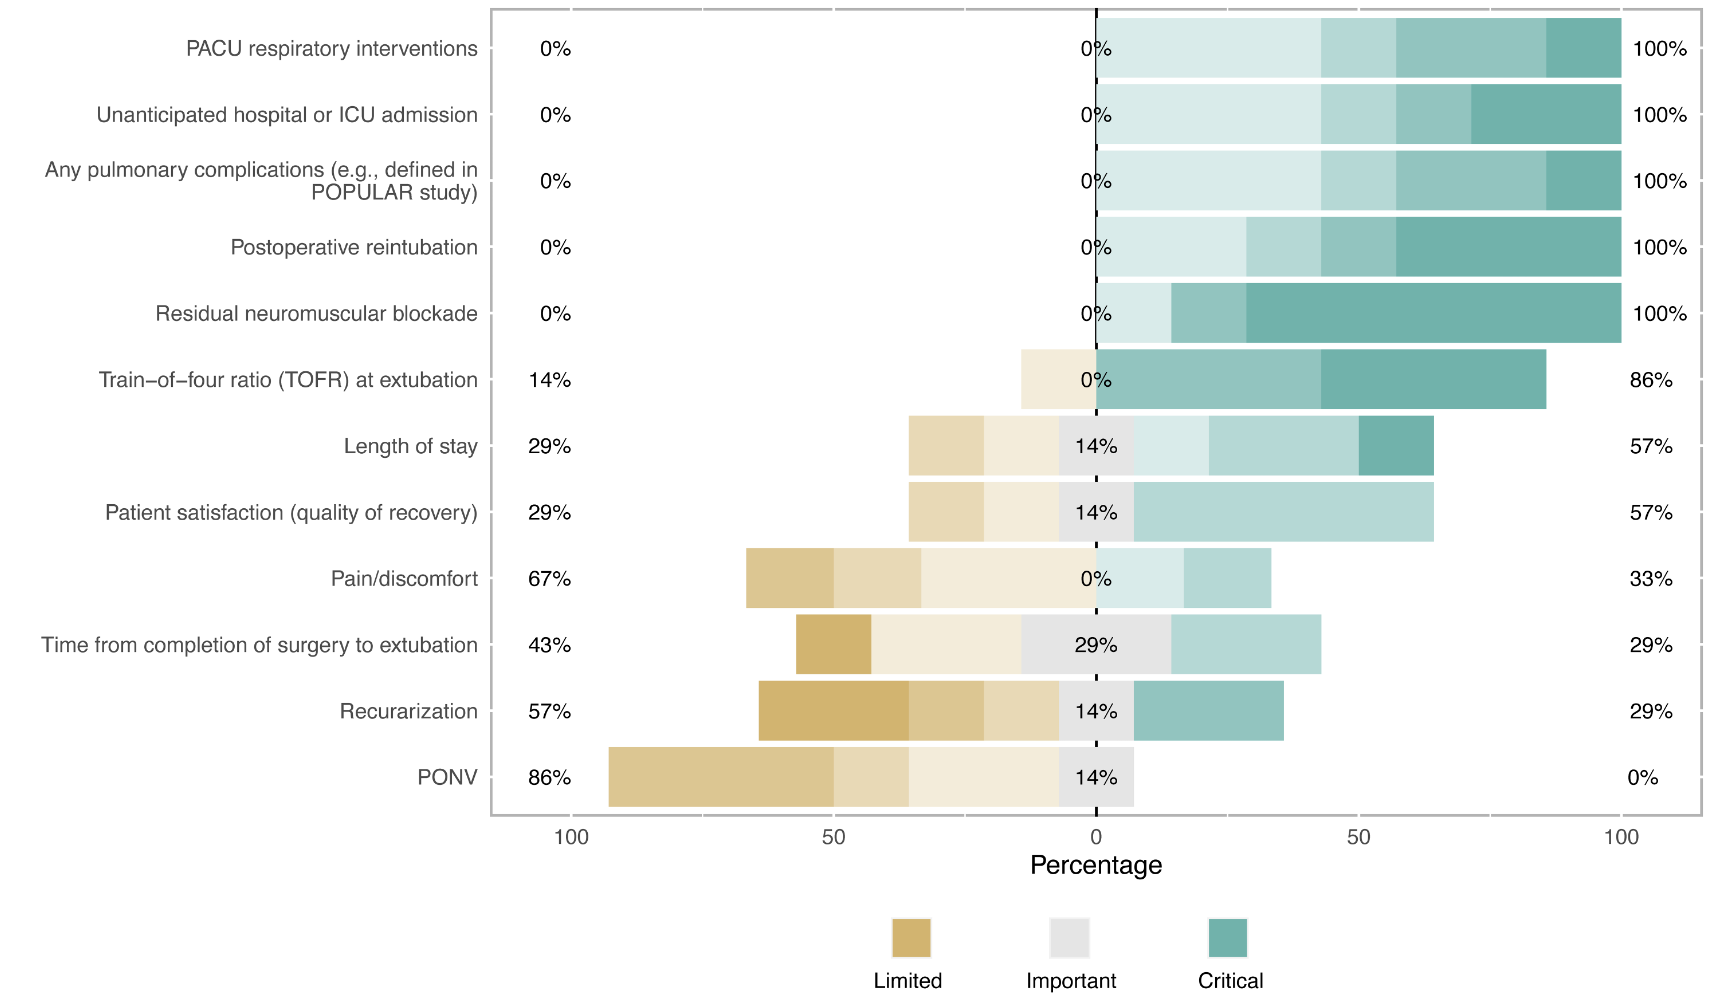 PACU respiratory interventions 0% 0% 100%
Unanticipated hospital or ICU admission 0% 0% 100%
Any pulmonary complications (e.g., defined in
POPULAR study) 0% 0% 100%
Postoperative reintubation 0% 0% 100%
Residual neuromuscular blockade 0% 0% 100%
Train−of−four ratio (TOFR) at extubation 14% 0% 86%
Length of stay 29% 14% 57%
Patient satisfaction (quality of recovery) 29% 14% 57%
Pain/discomfort 67% 0% 33%
Time from completion of surgery to extubation 43% 29% 29%
Recurarization 57% 14% 29%
PONV 86% 14% 0%
100 50 0 50 100
Percentage
Limited Important Critical